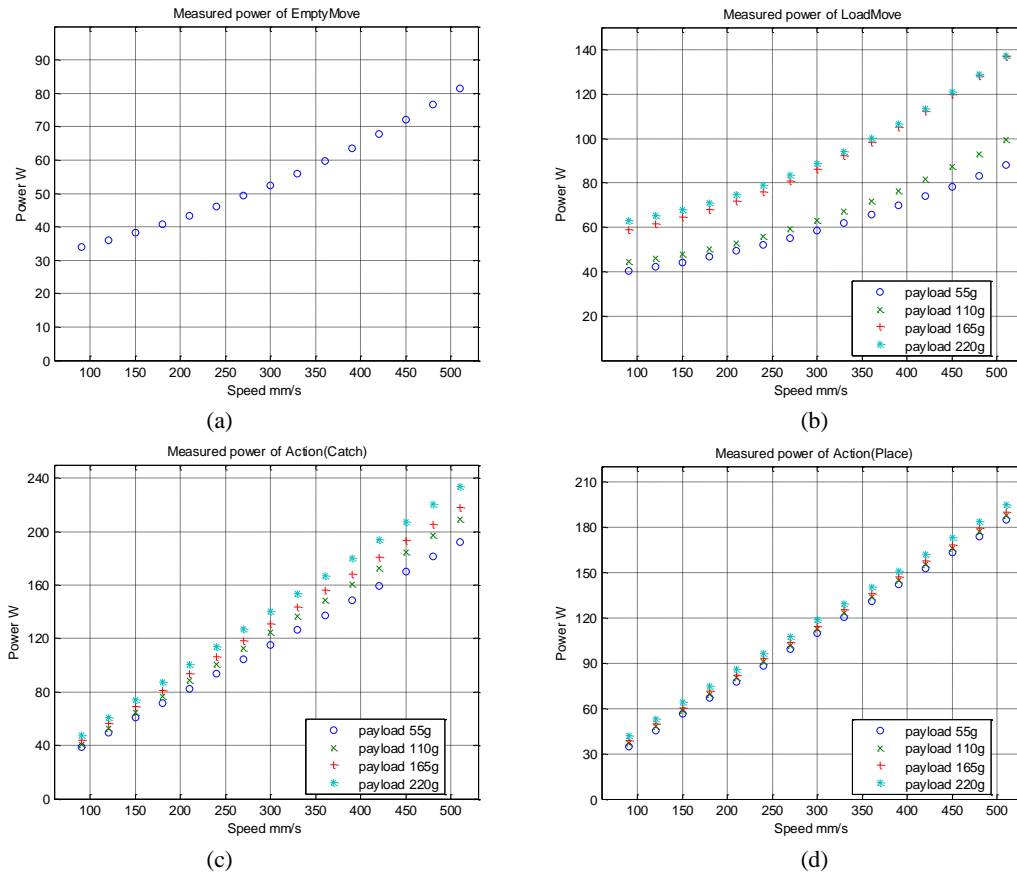 Measured power of EmptyMove
90
80
70
60
50
40
30
20
10
0
Power W
100 150 200 250 300 350 400 450 500
Speed mm/s
(a)
Measured power of LoadMove
140
120
100
80
60
40
20
Power W
payload 55g
payload 110g
payload 165g
payload 220g
100 150 200 250 300 350 400 450 500
Speed mm/s
(b)
Measured power of Action(Catch)
240
200
160
120
80
40
0
Power W
payload 55g
payload 110g
payload 165g
payload 220g
100 150 200 250 300 350 400 450 500
Speed mm/s
(c)
Measured power of Action(Place)
210
180
150
120
90
60
30
0
Power W
payload 55g
payload 110g
payload 165g
payload 220g
100 150 200 250 300 350 400 450 500
Speed mm/s
(d)